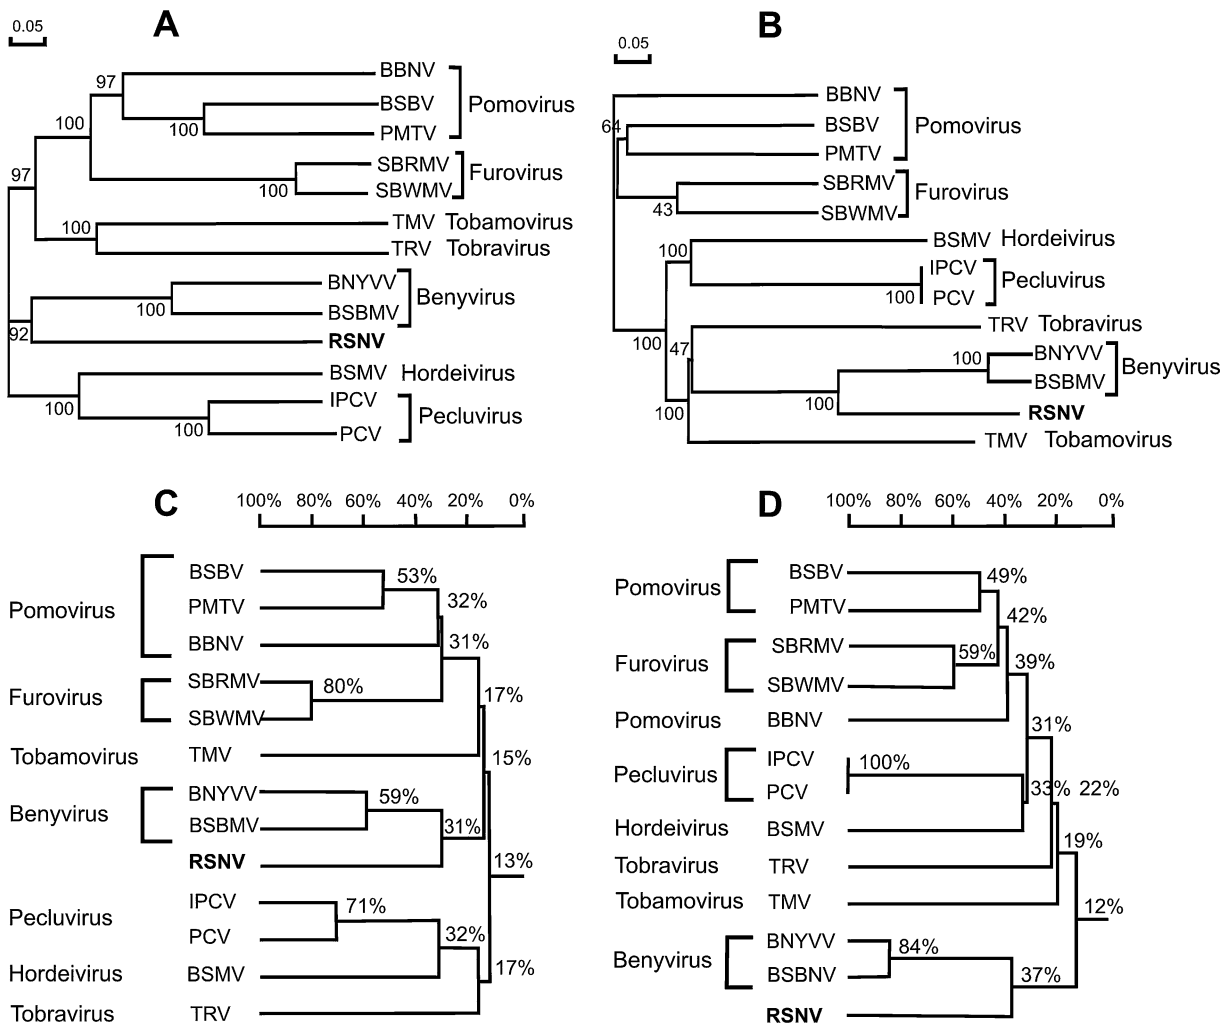 A
0.05
97
BBNV
BSBV
Pomovirus
100
PMTV
100
SBRMV
Furovirus
100
SBWMV
97
TMV Tobamovirus
100
TRV Tobravirus
BNYVV
Benyvirus
100
BSBMV
92
RSNV
BSMV Hordeivirus
100
IPCV
Pecluvirus
100
PCV
B
0.05
BBNV
64
BSBV
Pomovirus
PMTV
SBRMV
Furovirus
43
SBWMV
BSMV Hordeivirus
100
IPCV
Pecluvirus
100
PCV
TRV Tobravirus
100
47
BNYVV
100
Benyvirus
BSBMV
100
100
RSNV
TMV Tobamovirus
C
100% 80% 60% 40% 20% 0%
BSBV
53%
Pomovirus
PMTV
32%
BBNV
31%
SBRMV
80%
Furovirus
SBWMV
17%
Tobamovirus TMV
15%
BNYVV
59%
Benyvirus
BSBMV
31%
RSNV
13%
IPCV
71%
Pecluvirus
PCV
32%
Hordeivirus BSMV
17%
Tobravirus TRV
D
100% 80% 60% 40% 20% 0%
BSBV
49%
Pomovirus
PMTV
42%
SBRMV
59%
Furovirus
39%
SBWMV
Pomovirus BBNV
31%
IPCV
100%
Pecluvirus
PCV
33% 22%
Hordeivirus BSMV
19%
Tobravirus TRV
Tobamovirus TMV
12%
BNYVV
84%
Benyvirus
BSBNV
37%
RSNV